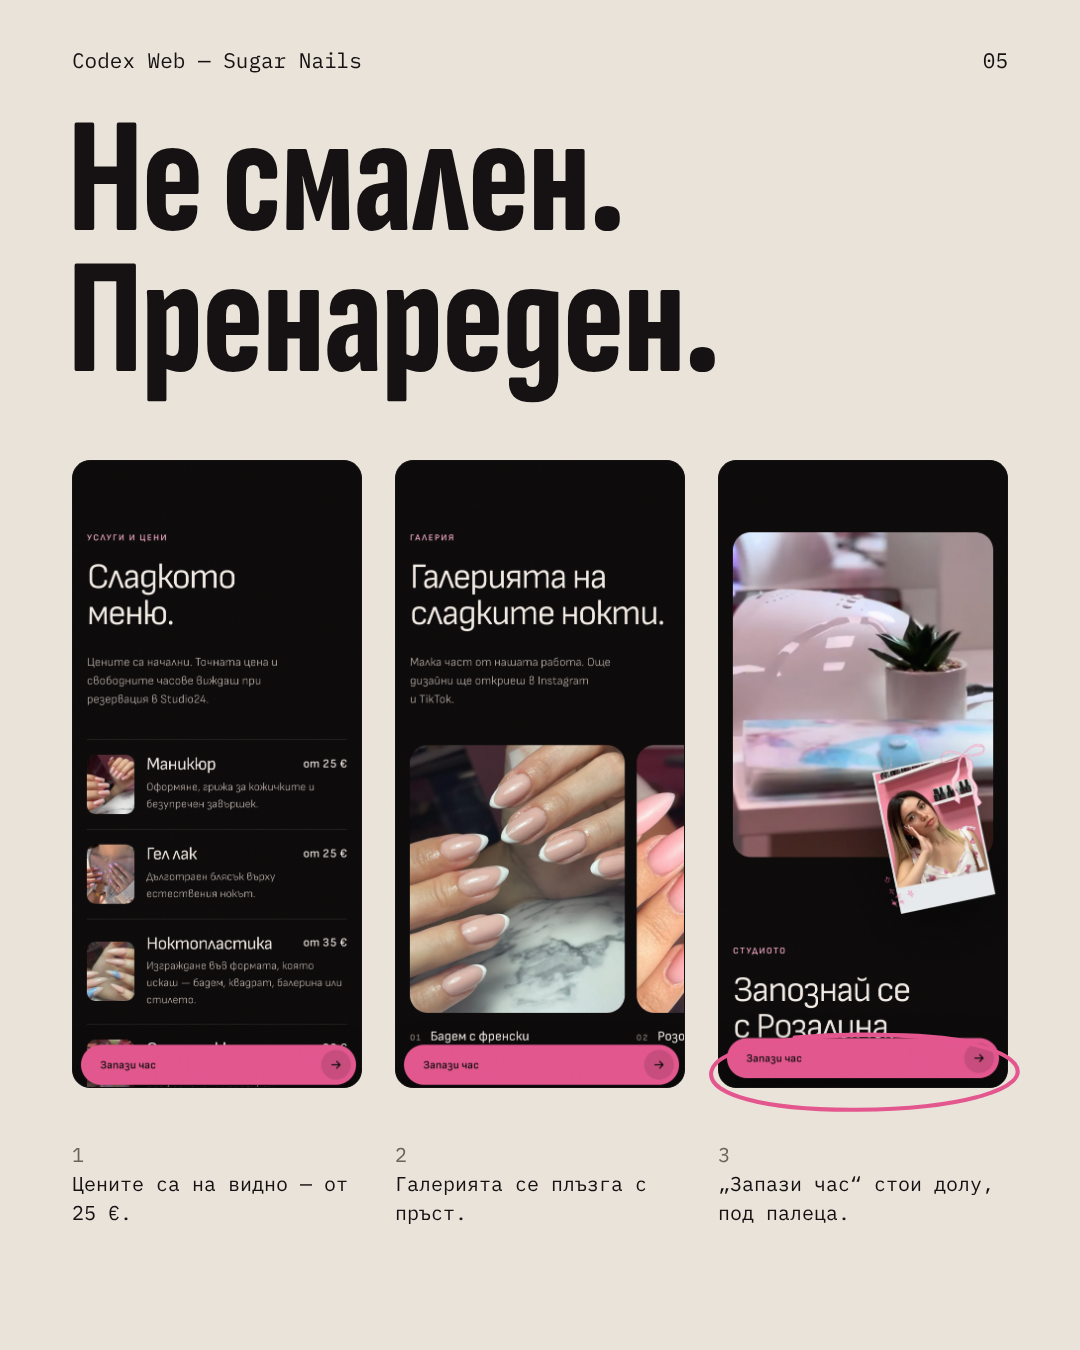 Codex Web — Sugar Nails
05
Не смален.
Пренареден.
УСЛУГИ И ЦЕНИ
Сладкото
меню.
Цените са начални. Точната цена и
свободните часове виждаш при
резервация в Studio24.
Маникюр
от 25 €
Оформяне, грижа за кожичките и
безупречен завършек.
Гел лак
от 25 €
Дълготраен блясък върху
естествения нокът.
Ноктопластика
от 35 €
Изграждане във формата, която
искаш — бадем, квадрат, балерина или
стилето.
Запази час
ГАЛЕРИЯ
Галерията на
сладките нокти.
Малка част от нашата работа. Още
дизайни ще откриеш в Instagram
и TikTok.
01 Бадем с френски
02 Розо
Запази час
СТУДИОТО
Запознай се
с Розалина
Запази час
1
Цените са на видно — от
25 €.
2
Галерията се плъзга с
пръст.
3
„Запази час“ стои долу,
под палеца.